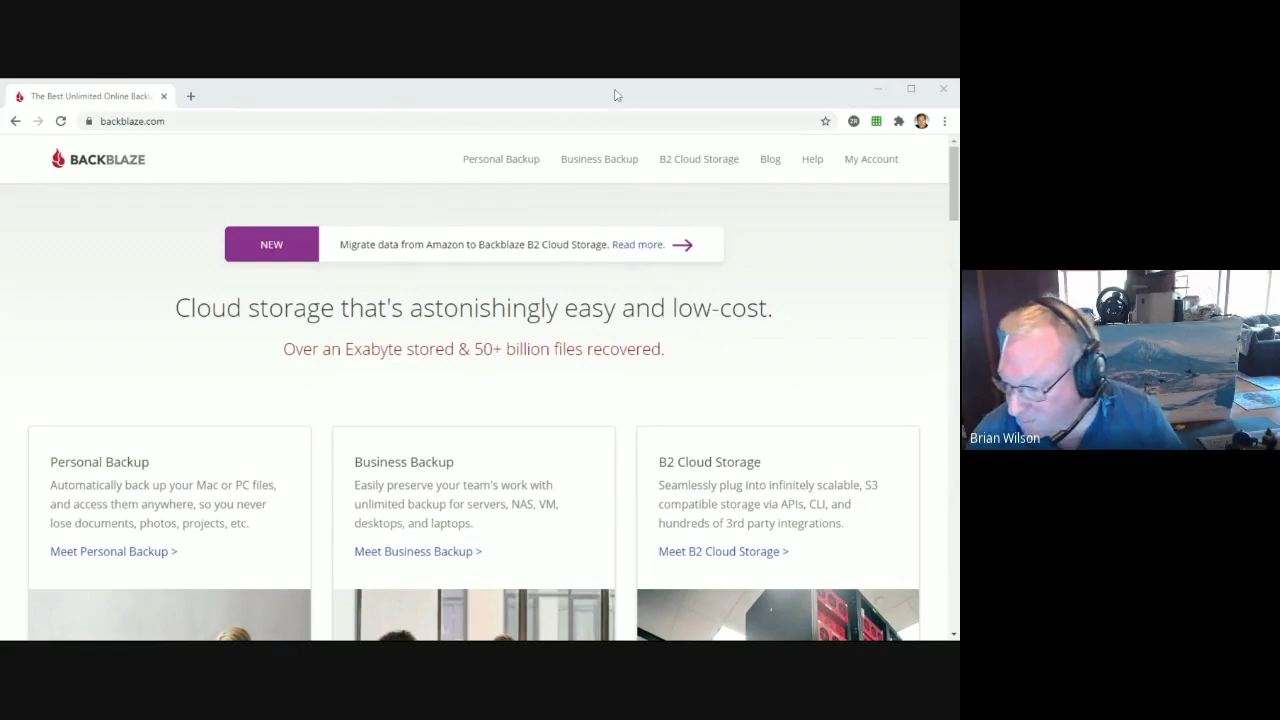 The Best Unlimited Online Backu
backblaze.com
BACKBLAZE
Personal Backup
Business Backup
B2 Cloud Storage
Blog
Help
My Account
NEW
Migrate data from Amazon to Backblaze B2 Cloud Storage. Read more.
Cloud storage that's astonishingly easy and low-cost.
Over an Exabyte stored & 50+ billion files recovered.
Personal Backup
Automatically back up your Mac or PC files,
and access them anywhere, so you never
lose documents, photos, projects, etc.
Meet Personal Backup >
Business Backup
Easily preserve your team's work with
unlimited backup for servers, NAS, VM,
desktops, and laptops.
Meet Business Backup >
B2 Cloud Storage
Seamlessly plug into infinitely scalable, S3
compatible storage via APIs, CLI, and
hundreds of 3rd party integrations.
Meet B2 Cloud Storage >
Brian Wilson